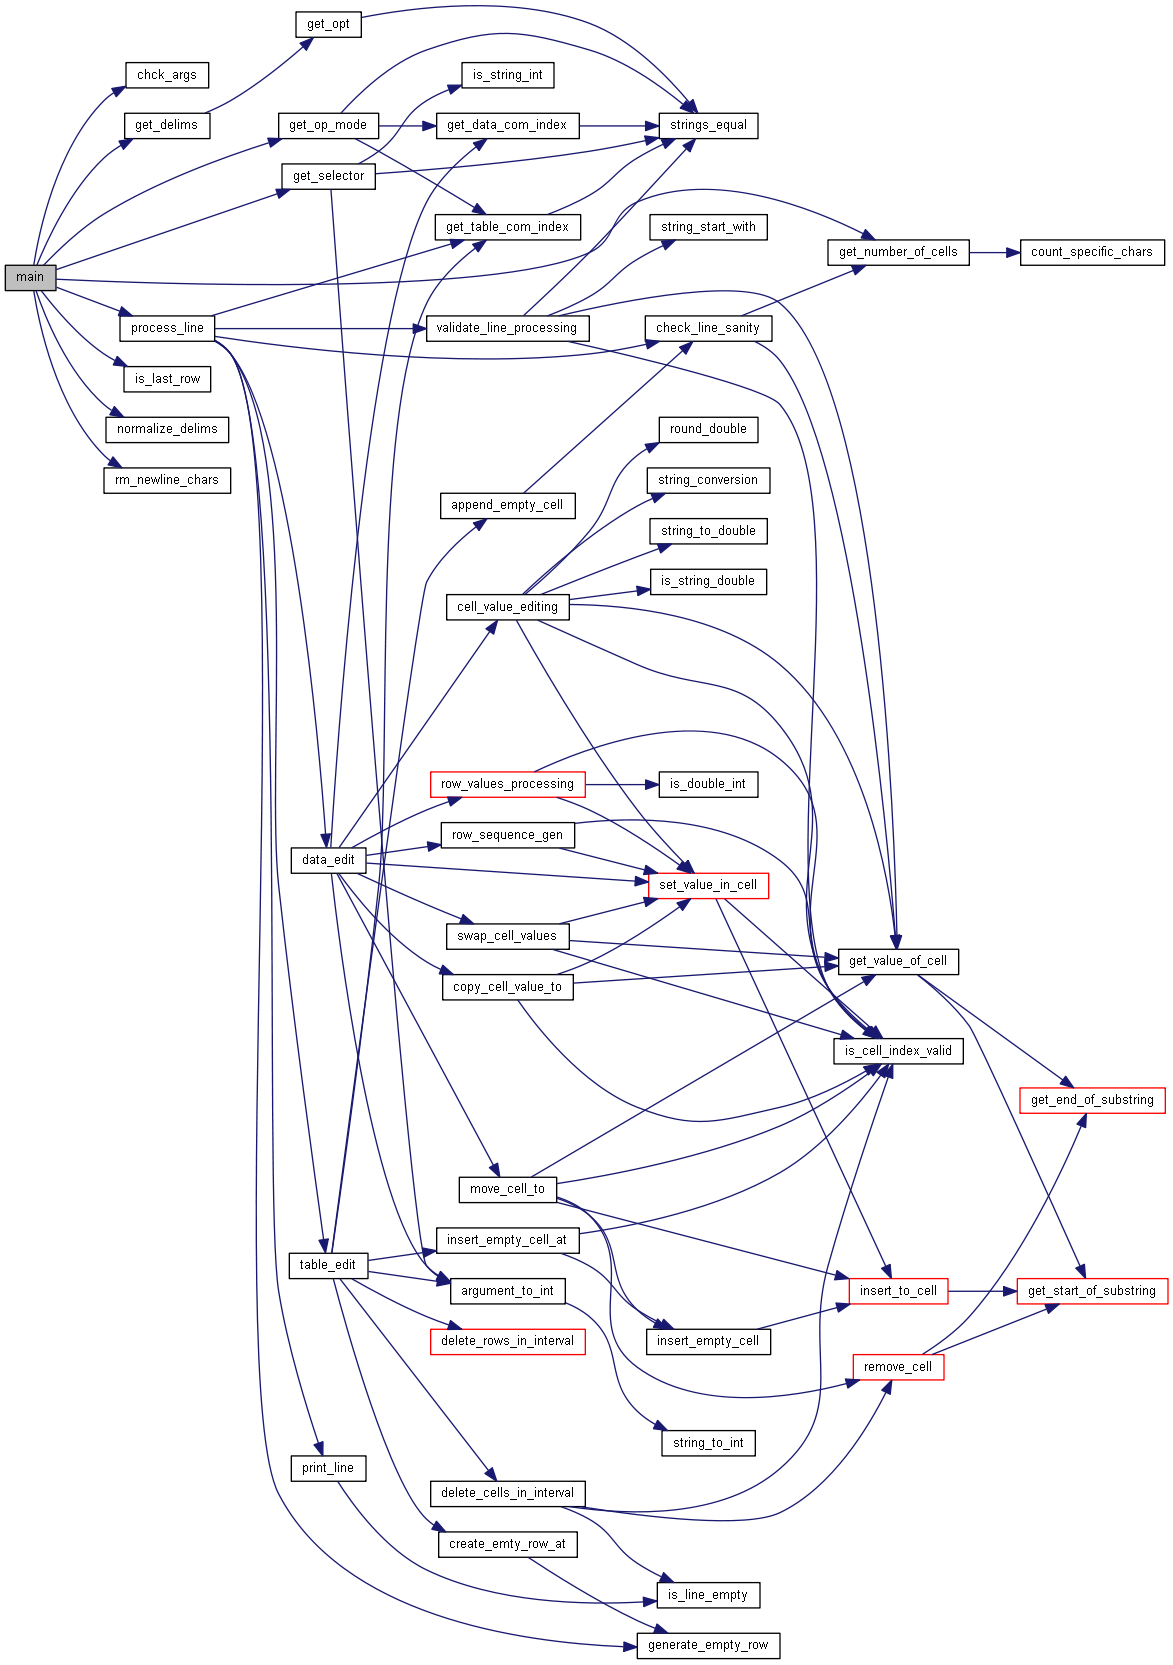 get_opt
chck_args
is_string_int
get_delims
get_op_mode
get_data_com_index
strings_equal
get_selector
get_table_com_index
string_start_with
get_number_of_cells
count_specific_chars
main
process_line
validate_line_processing
check_line_sanity
is_last_row
normalize_delims
round_double
rm_newline_chars
string_conversion
append_empty_cell
string_to_double
is_string_double
cell_value_editing
row_values_processing
is_double_int
row_sequence_gen
data_edit
set_value_in_cell
swap_cell_values
get_value_of_cell
copy_cell_value_to
is_cell_index_valid
get_end_of_substring
move_cell_to
insert_empty_cell_at
table_edit
argument_to_int
insert_to_cell
get_start_of_substring
delete_rows_in_interval
insert_empty_cell
remove_cell
string_to_int
print_line
delete_cells_in_interval
create_emty_row_at
is_line_empty
generate_empty_row